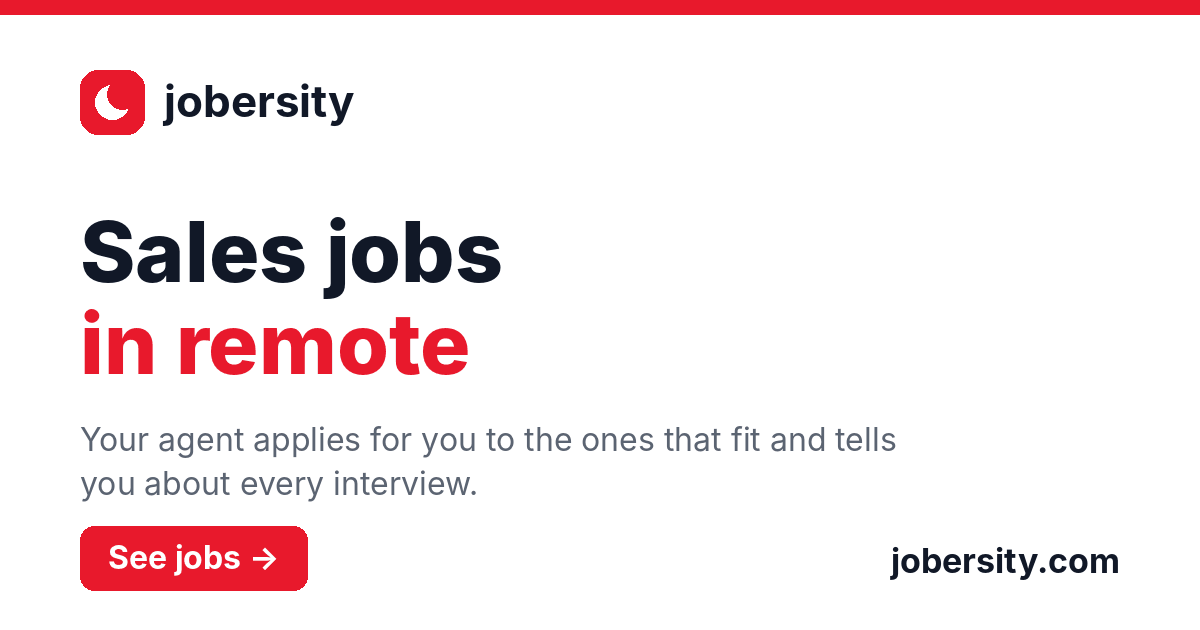 jobersity
Sales jobs
in remote
Your agent applies for you to the ones that fit and tells
you about every interview.
See jobs →
jobersity.com